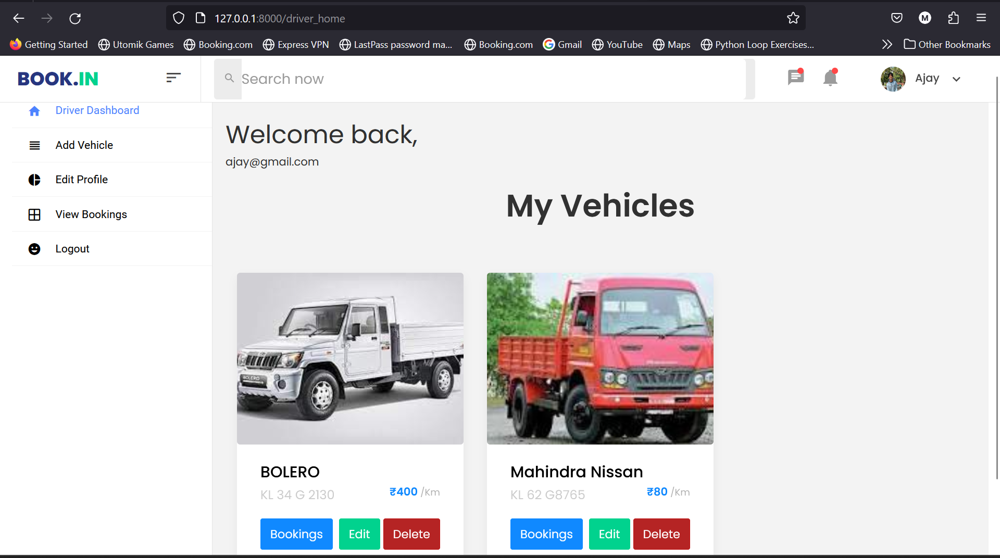 127.0.0.1:8000/driver_home
Getting Started Utomik Games Booking.com Express VPN LastPass password ma... Booking.com Gmail YouTube Maps Python Loop Exercises... Other Bookmarks
M
BOOK.IN
Search now
Ajay
Driver Dashboard
Add Vehicle
Edit Profile
View Bookings
Logout
Welcome back,
ajay@gmail.com
My Vehicles
BOLERO
BOLERO
KL 34 G 2130
₹400 /Km
Bookings Edit Delete
Mahindra Nissan
KL 62 G8765
₹80 /Km
Bookings Edit Delete